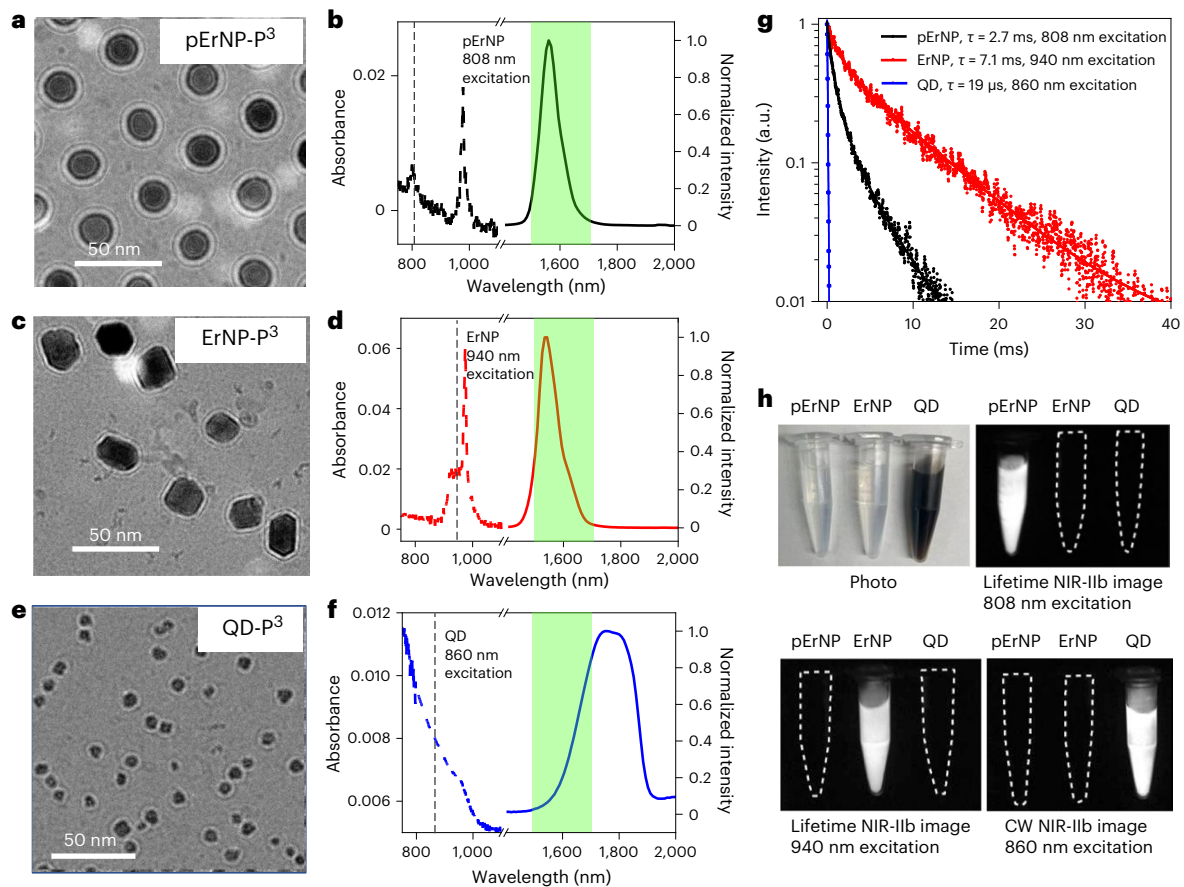 a
pErNP-P³
50 nm
b
pErNP
808 nm
excitation
Absorbance
0.02
0
Normalized intensity
1.0
0.8
0.6
0.4
0.2
0
800 1,000 1,600 2,000
Wavelength (nm)
c
ErNP-P³
50 nm
d
ErNP
940 nm
excitation
Absorbance
0.06
0.04
0.02
0
Normalized intensity
1.0
0.8
0.6
0.4
0.2
0
800 1,000 1,600 2,000
Wavelength (nm)
e
QD-P³
50 nm
f
QD
860 nm
excitation
Absorbance
0.012
0.010
0.008
0.006
Normalized intensity
1.0
0.8
0.6
0.4
0.2
0
800 1,000 1,600 1,800 2,000
Wavelength (nm)
g
pErNP, τ = 2.7 ms, 808 nm excitation
ErNP, τ = 7.1 ms, 940 nm excitation
QD, τ = 19 µs, 860 nm excitation
Intensity (a.u.)
1
0.1
0.01
0 10 20 30 40
Time (ms)
h
pErNP ErNP QD
Photo
pErNP ErNP QD
Lifetime NIR-IIb image
808 nm excitation
pErNP ErNP QD
Lifetime NIR-IIb image
940 nm excitation
pErNP ErNP QD
CW NIR-IIb image
860 nm excitation